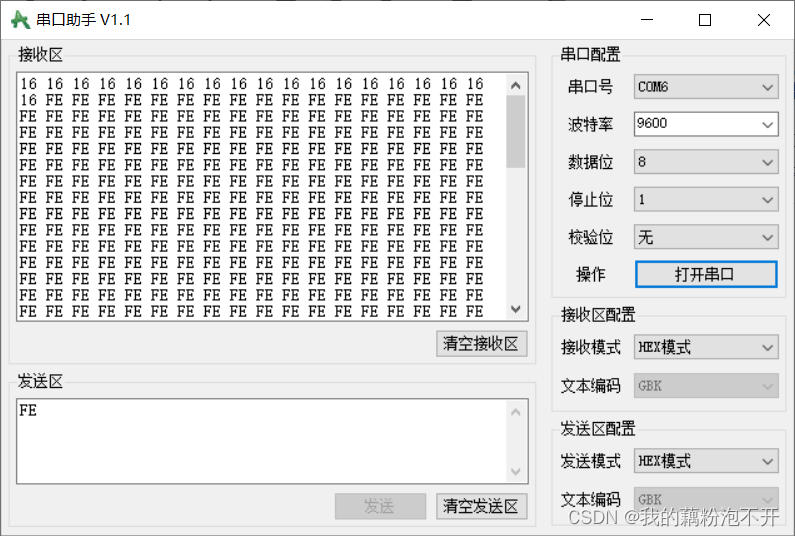 串口助手 V1.1
接收区
16 16 16 16 16 16 16 16 16 16 16 16 16 16 16 16 16 16
16 FE FE FE FE FE FE FE FE FE FE FE FE FE FE FE FE FE
FE FE FE FE FE FE FE FE FE FE FE FE FE FE FE FE FE FE
FE FE FE FE FE FE FE FE FE FE FE FE FE FE FE FE FE FE
FE FE FE FE FE FE FE FE FE FE FE FE FE FE FE FE FE FE
FE FE FE FE FE FE FE FE FE FE FE FE FE FE FE FE FE FE
FE FE FE FE FE FE FE FE FE FE FE FE FE FE FE FE FE FE
FE FE FE FE FE FE FE FE FE FE FE FE FE FE FE FE FE FE
FE FE FE FE FE FE FE FE FE FE FE FE FE FE FE FE FE FE
FE FE FE FE FE FE FE FE FE FE FE FE FE FE FE FE FE FE
FE FE FE FE FE FE FE FE FE FE FE FE FE FE FE FE FE FE
FE FE FE FE FE FE FE FE FE FE FE FE FE FE FE FE FE FE
FE FE FE FE FE FE FE FE FE FE FE FE FE FE FE FE FE FE
FE FE FE FE FE FE FE FE FE FE FE FE FE FE FE FE FE FE
FE FE FE FE FE FE FE FE FE FE FE FE FE FE FE FE FE FE
清空接收区
发送区
FE
发送 清空发送区
串口配置
串口号 COM6
波特率 9600
数据位 8
停止位 1
校验位 无
操作 打开串口
接收区配置
接收模式 HEX模式
文本编码 GBK
发送区配置
发送模式 HEX模式
文本编码 GBK
CSDN @我的藕粉泡不开